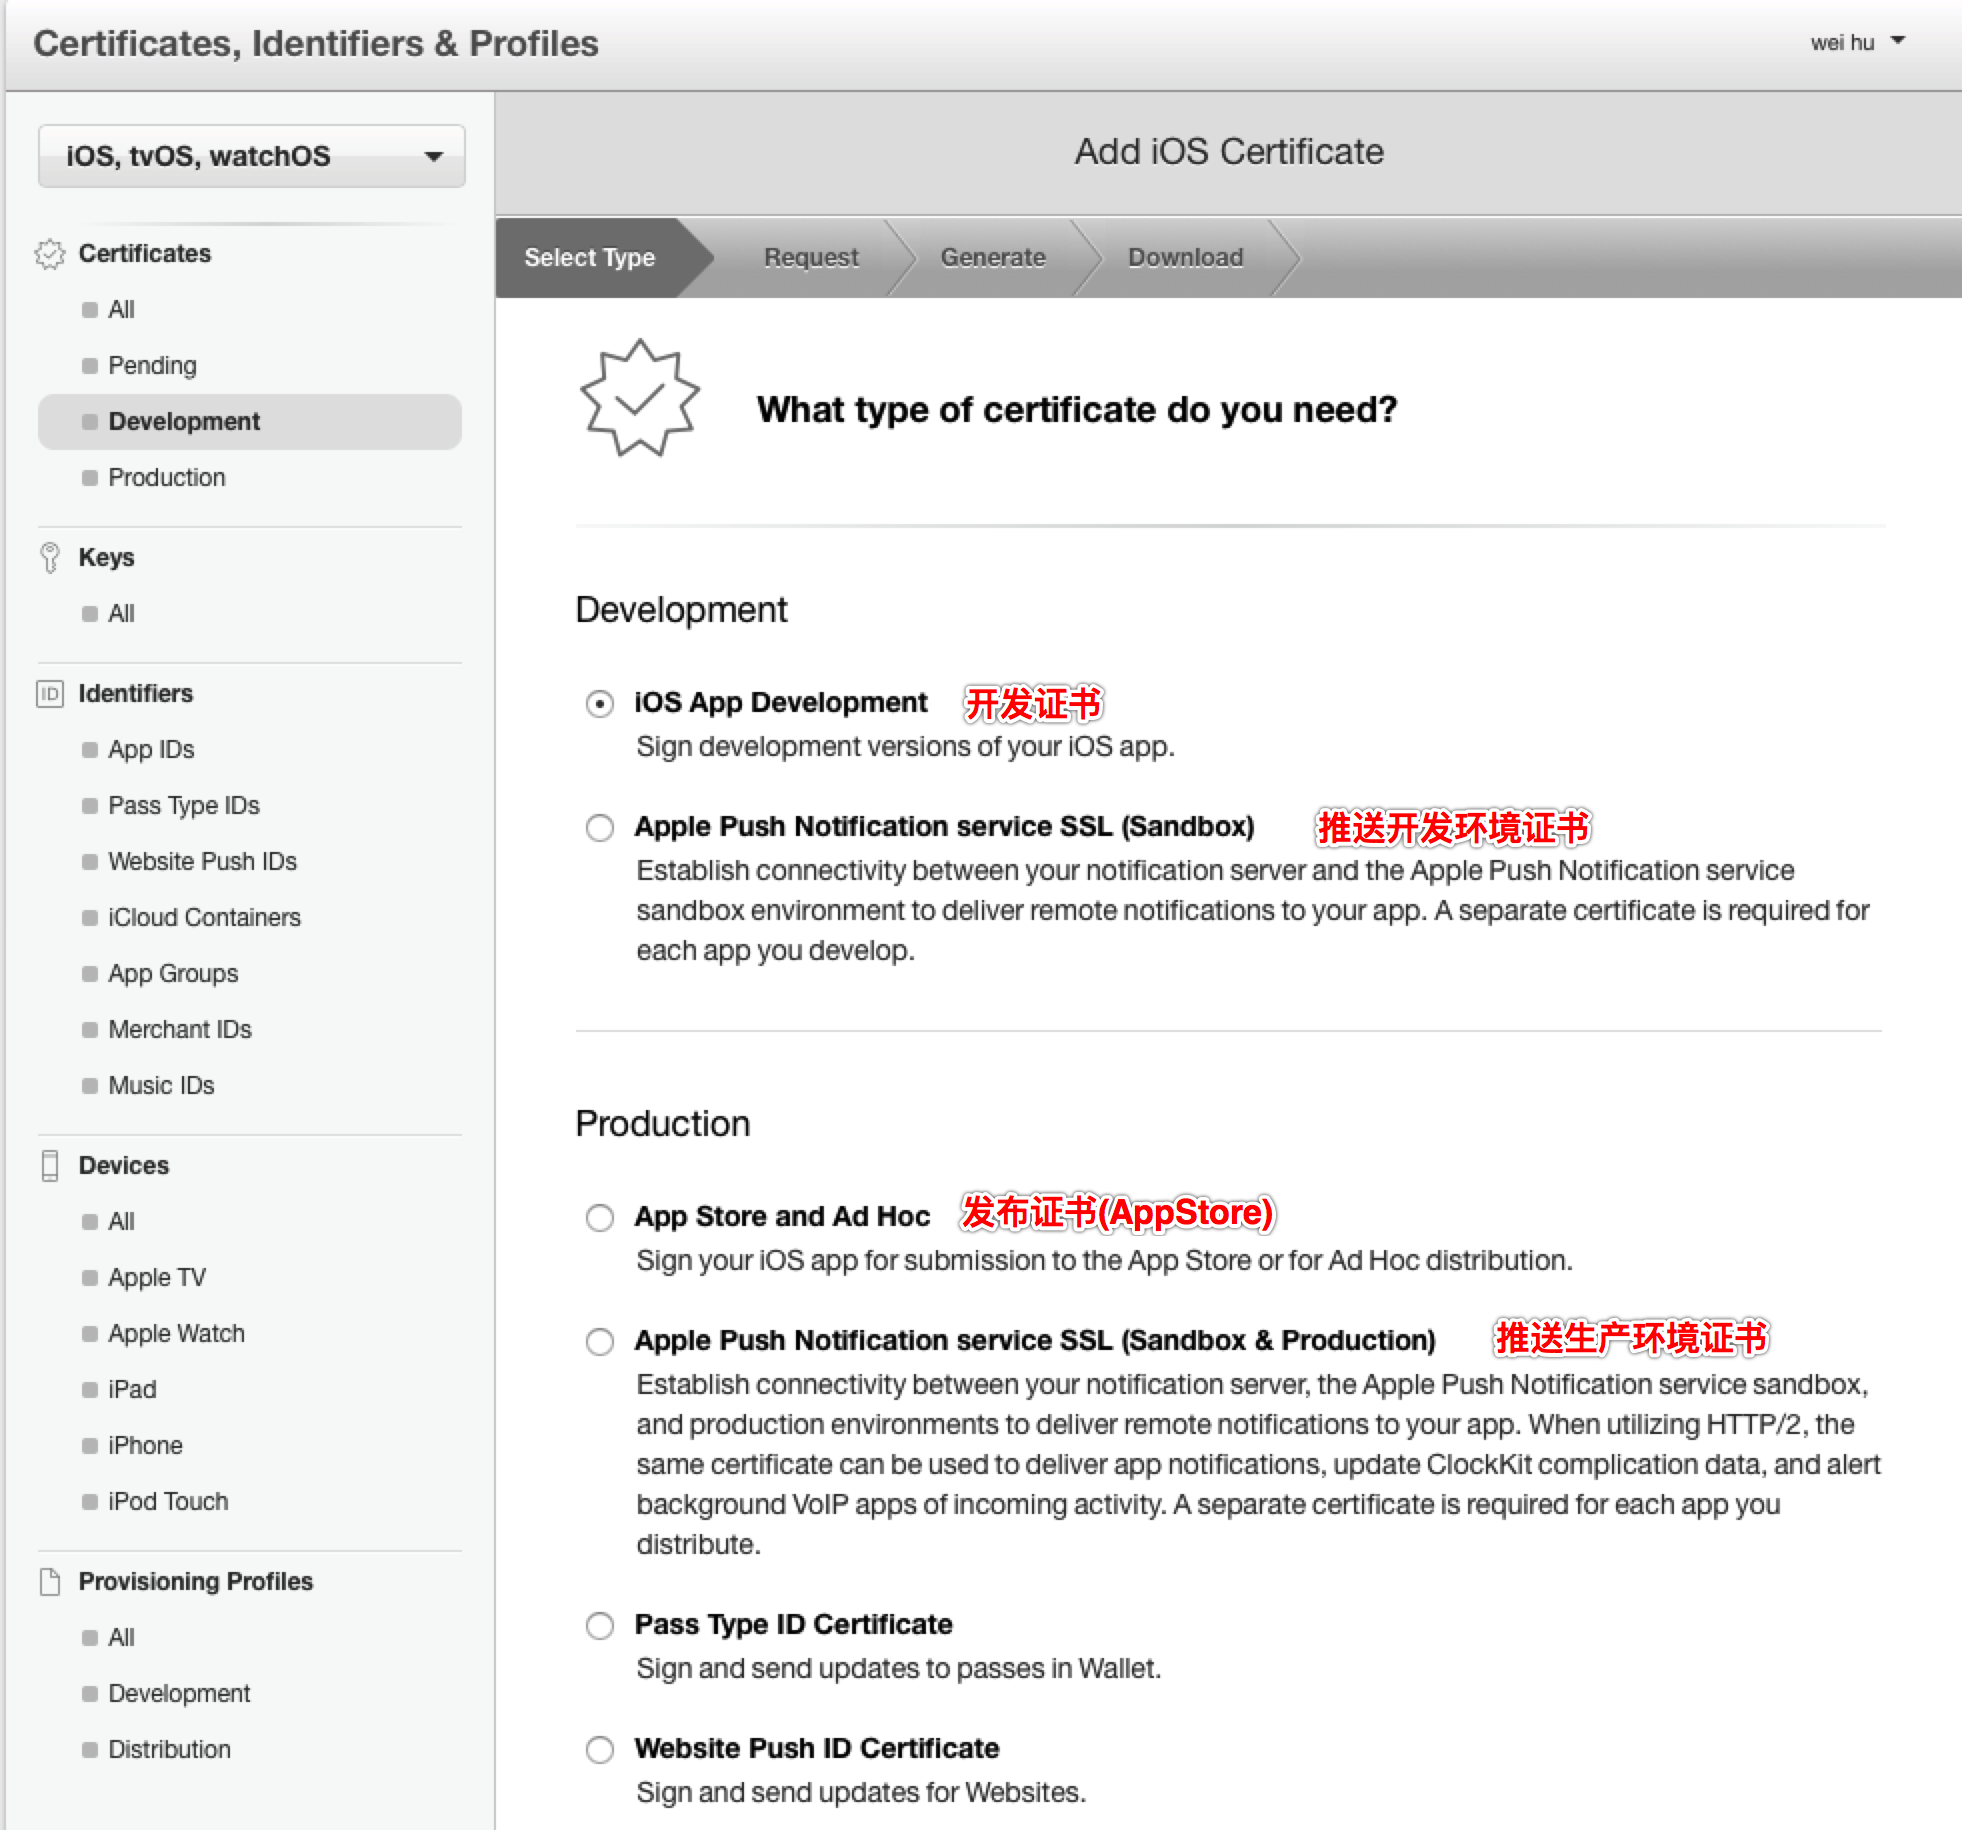 Certificates, Identifiers & Profiles
wei hu
iOS, tvOS, watchOS
Certificates
All
Pending
Development
Production
Keys
All
ID
Identifiers
App IDs
Pass Type IDs
Website Push IDs
iCloud Containers
App Groups
Merchant IDs
Music IDs
Devices
All
Apple TV
Apple Watch
iPad
iPhone
iPod Touch
Provisioning Profiles
All
Development
Distribution
Add iOS Certificate
Select Type
Request
Generate
Download
What type of certificate do you need?
Development
iOS App Development 开发证书
Sign development versions of your iOS app.
Apple Push Notification service SSL (Sandbox) 推送开发环境证书
Establish connectivity between your notification server and the Apple Push Notification service
sandbox environment to deliver remote notifications to your app. A separate certificate is required for
each app you develop.
Production
App Store and Ad Hoc 发布证书(AppStore)
Sign your iOS app for submission to the App Store or for Ad Hoc distribution.
Apple Push Notification service SSL (Sandbox & Production) 推送生产环境证书
Establish connectivity between your notification server, the Apple Push Notification service sandbox,
and production environments to deliver remote notifications to your app. When utilizing HTTP/2, the
same certificate can be used to deliver app notifications, update ClockKit complication data, and alert
background VoIP apps of incoming activity. A separate certificate is required for each app you
distribute.
Pass Type ID Certificate
Sign and send updates to passes in Wallet.
Website Push ID Certificate
Sign and send updates for Websites.